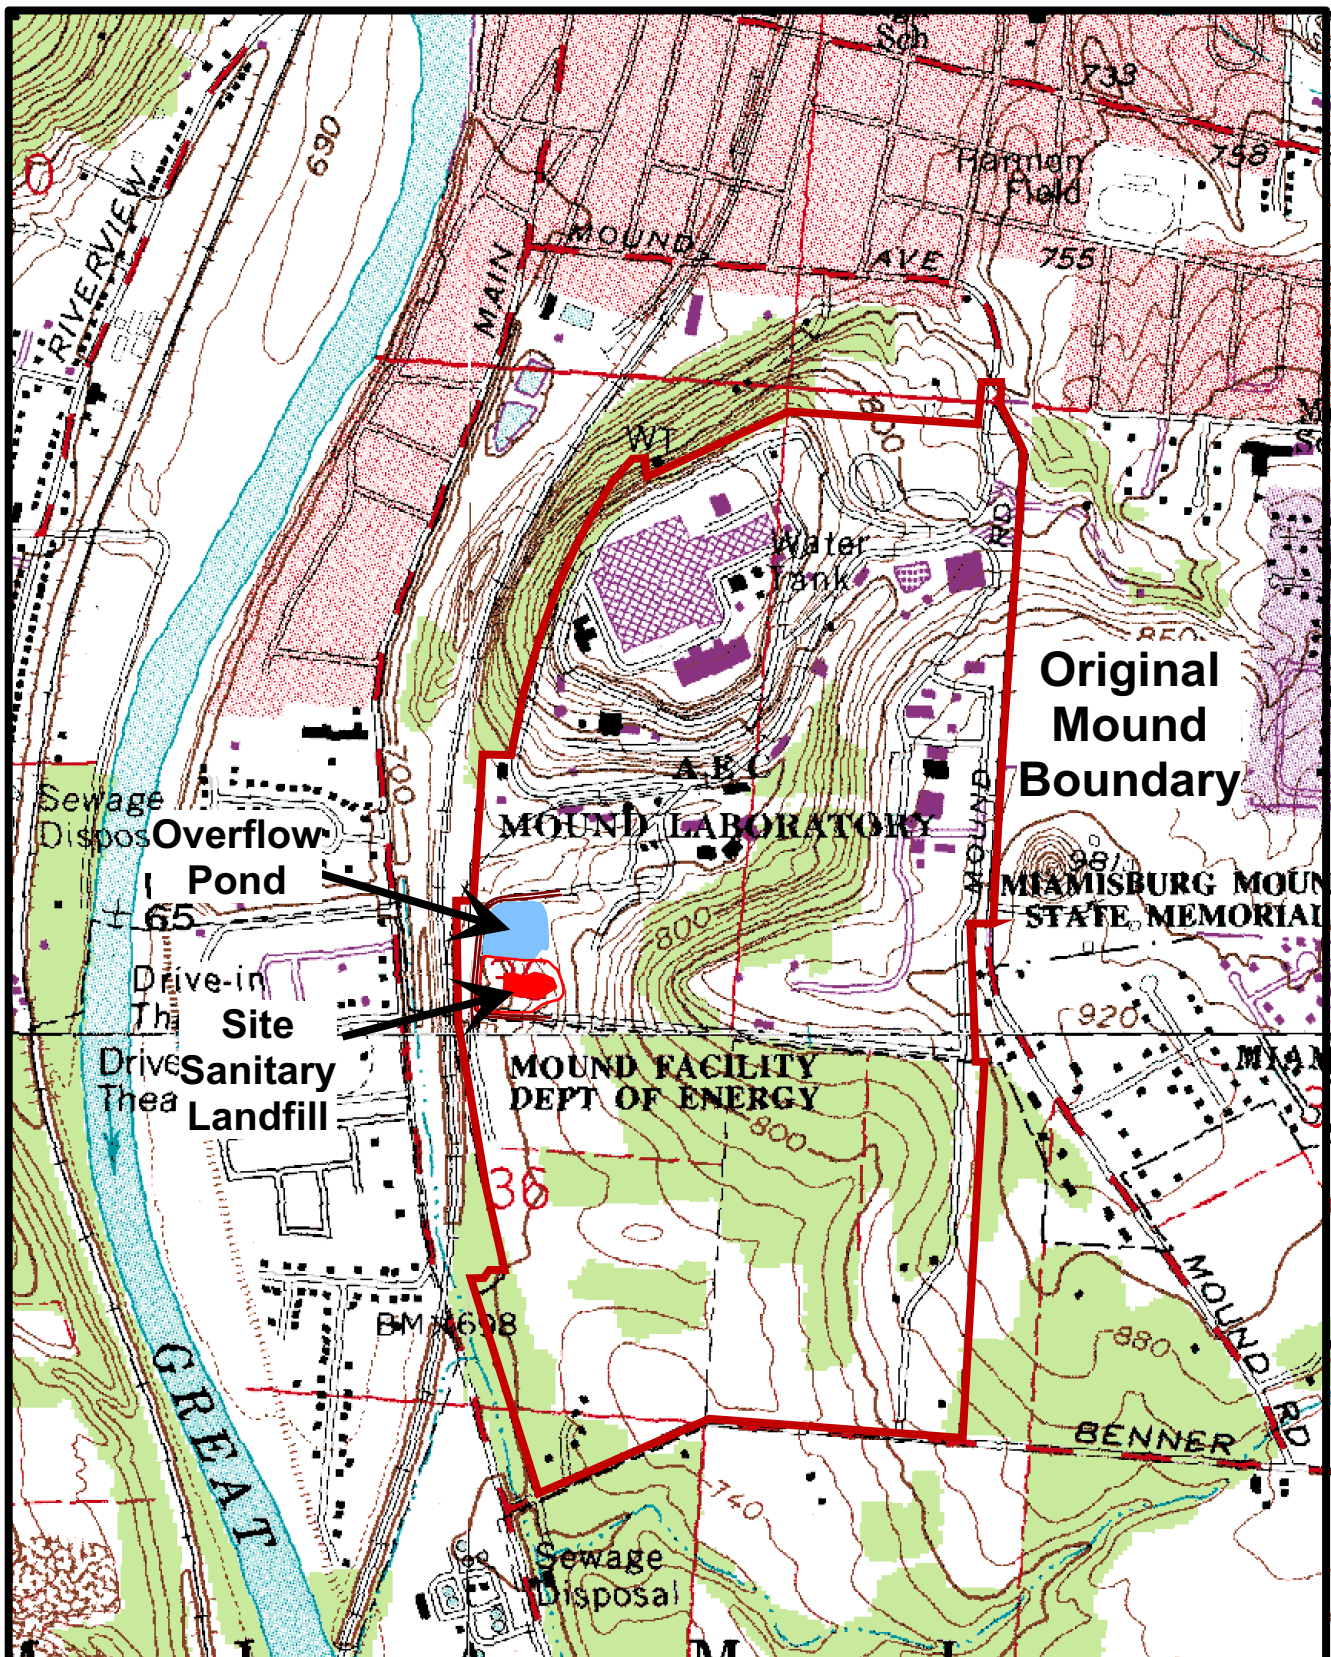 Sch
733
690
0
Harmon
Field
758
RIVERVIEW
MAIN
MOUND
AVE
755
WT
800
RD
Water
Tank
850
Original
Mound
Boundary
700
A E C
MOUND LABORATORY
MOUND
Sewage
Dispos
Overflow
Pond
65
981
MIAMISBURG MOUN
STATE MEMORIAL
800
Drive-in
Th
Site
Sanitary
Landfill
920
Drive
Thea
MOUND FACILITY
DEPT OF ENERGY
MIAM
3
800
36
BM 698
MOUND RD
880
BENNER
GREAT
740
Sewage
Disposal
M I